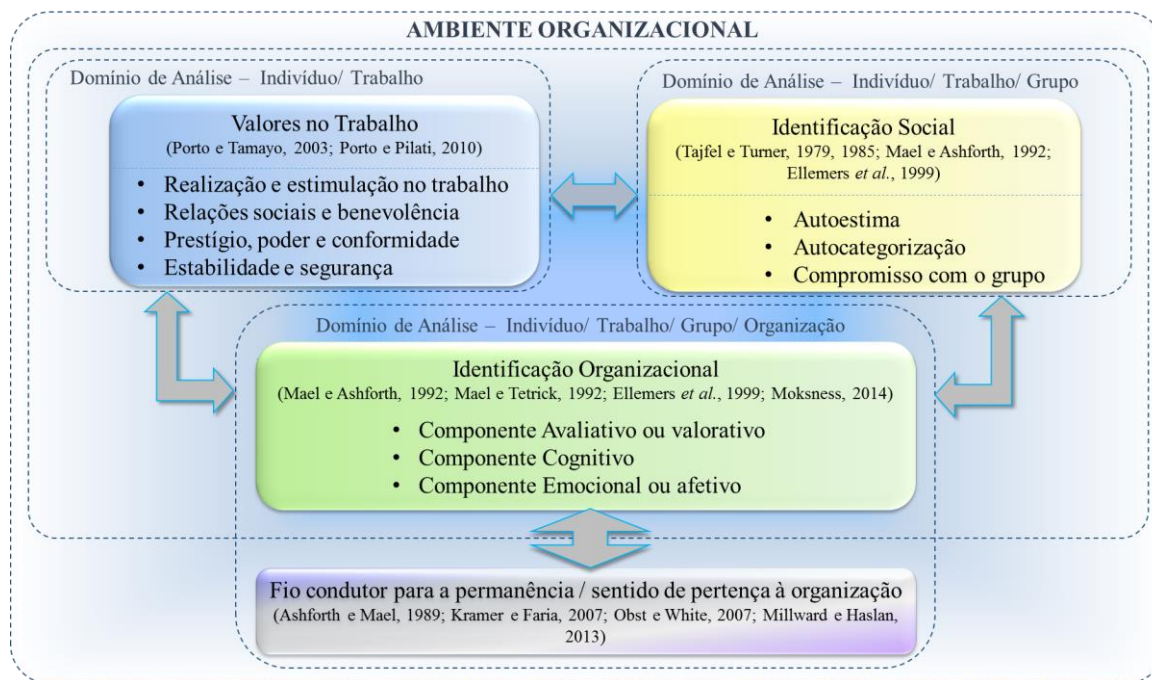 AMBIENTE ORGANIZACIONAL
Domínio de Análise – Indivíduo/ Trabalho
Valores no Trabalho
(Porto e Tamayo, 2003; Porto e Pilati, 2010)
• Realização e estimulação no trabalho
• Relações sociais e benevolência
• Prestígio, poder e conformidade
• Estabilidade e segurança
Domínio de Análise – Indivíduo/ Trabalho/ Grupo
Identificação Social
(Tajfel e Turner, 1979, 1985; Mael e Ashforth, 1992;
Ellemers et al., 1999)
• Autoestima
• Autocategorização
• Compromisso com o grupo
Domínio de Análise – Indivíduo/ Trabalho/ Grupo/ Organização
Identificação Organizacional
(Mael e Ashforth, 1992; Mael e Tetrick, 1992; Ellemers et al., 1999; Moksness, 2014)
• Componente Avaliativo ou valorativo
• Componente Cognitivo
• Componente Emocional ou afetivo
Fio condutor para a permanência / sentido de pertença à organização
(Ashforth e Mael, 1989; Kramer e Faria, 2007; Obst e White, 2007; Millward e Haslan,
2013)